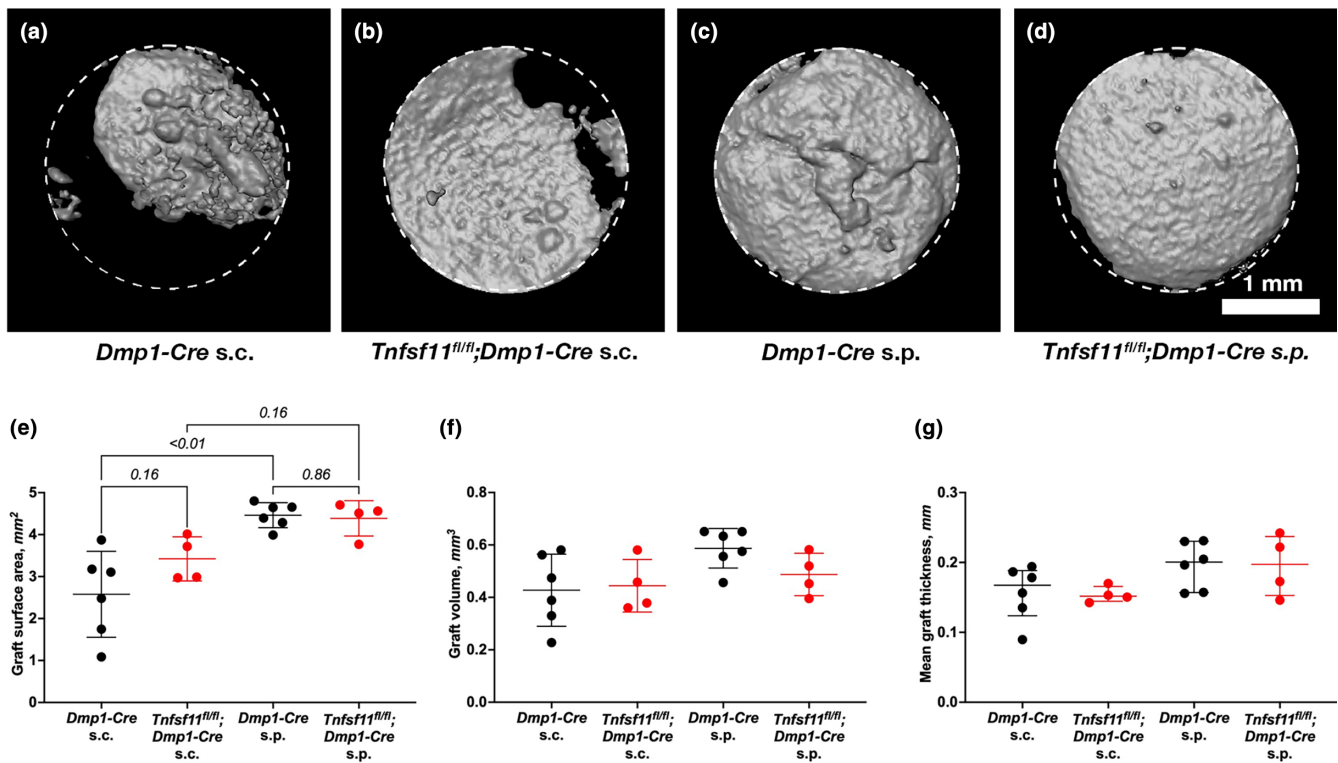 (a)
(b)
(c)
(d)
1 mm
Dmp1-Cre s.c.
Tnfsf11fl/fl;Dmp1-Cre s.c.
Dmp1-Cre s.p.
Tnfsf11fl/fl;Dmp1-Cre s.p.
(e)
0.16
<0.01
0.16
0.86
Graft surface area, mm2
5
4
3
2
1
0
Dmp1-Cre
s.c.
Tnfsf11fl/fl;
Dmp1-Cre
s.c.
Dmp1-Cre
s.p.
Tnfsf11fl/fl;
Dmp1-Cre
s.p.
(f)
Graft volume, mm3
0.8
0.6
0.4
0.2
0.0
Dmp1-Cre
s.c.
Tnfsf11fl/fl;
Dmp1-Cre
s.c.
Dmp1-Cre
s.p.
Tnfsf11fl/fl;
Dmp1-Cre
s.p.
(g)
Mean graft thickness, mm
0.3
0.2
0.1
0.0
Dmp1-Cre
s.c.
Tnfsf11fl/fl;
Dmp1-Cre
s.c.
Dmp1-Cre
s.p.
Tnfsf11fl/fl;
Dmp1-Cre
s.p.